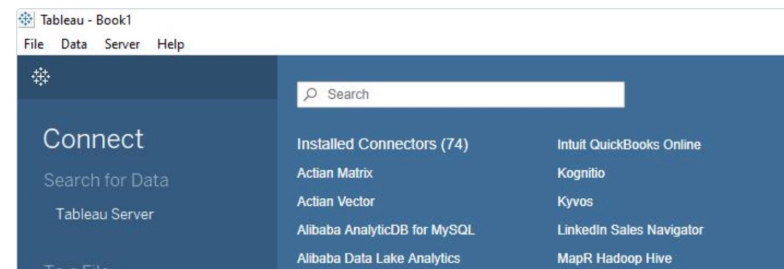 Tableau - Book1
File Data Server Help
Search
Connect
Search for Data
Tableau Server
Installed Connectors (74)
Actian Matrix
Actian Vector
Alibaba AnalyticDB for MySQL
Alibaba Data Lake Analytics
Intuit QuickBooks Online
Kognitio
Kyvos
LinkedIn Sales Navigator
MapR Hadoop Hive